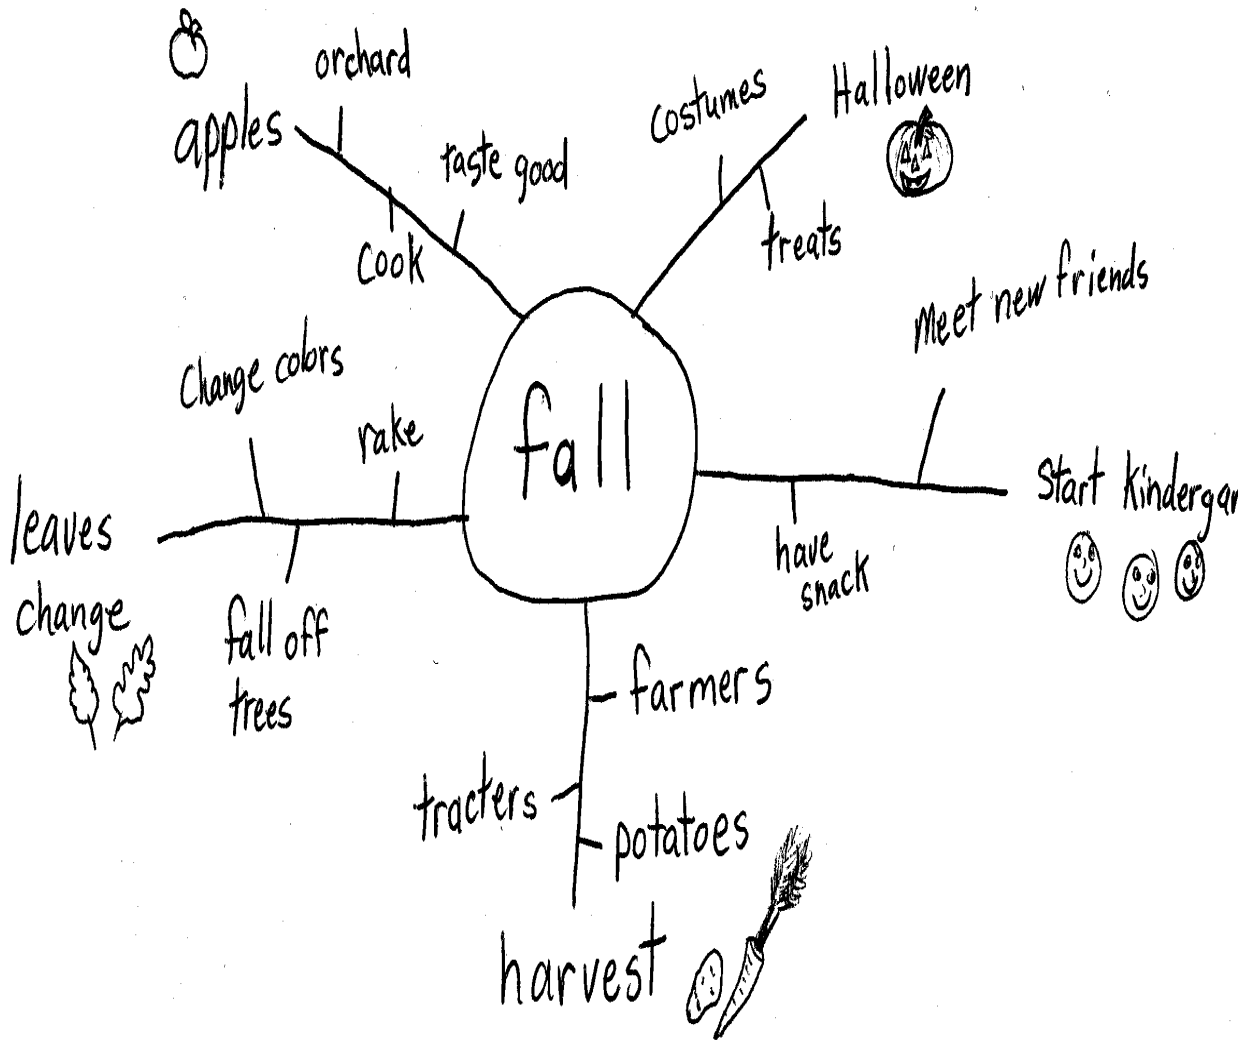 orchard
apples
taste good
cook
costumes
Halloween
treats
Meet new friends
Change colors
rake
fall
Start Kindergar
have
snack
leaves
change
fall off
trees
farmers
tracters
potatoes
harvest